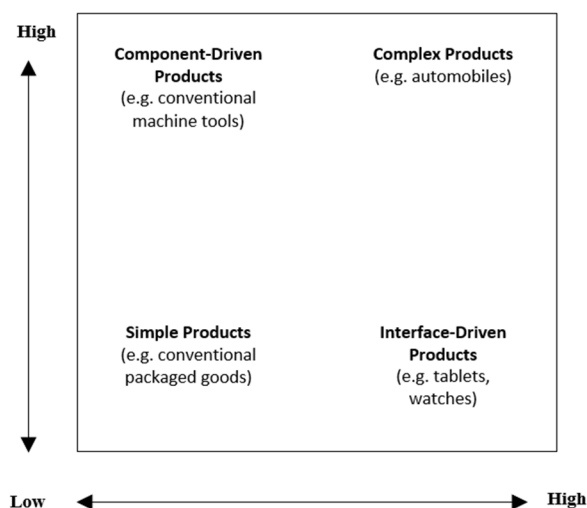 High
Component-Driven
Products
(e.g. conventional
machine tools)
Complex Products
(e.g. automobiles)
Simple Products
(e.g. conventional
packaged goods)
Interface-Driven
Products
(e.g. tablets,
watches)
Low
High